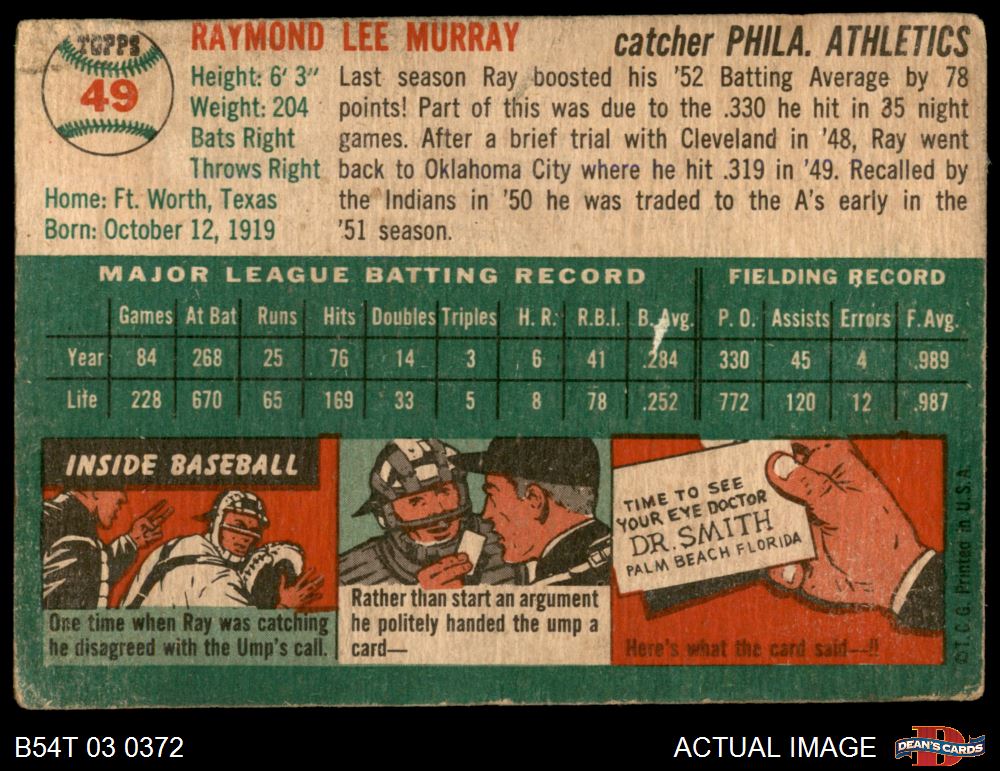 TOPPS
49
RAYMOND LEE MURRAY
catcher PHILA. ATHLETICS
Height: 6' 3"
Weight: 204
Bats Right
Throws Right
Home: Ft. Worth, Texas
Born: October 12, 1919
Last season Ray boosted his '52 Batting Average by 78
points! Part of this was due to the .330 he hit in 35 night
games. After a brief trial with Cleveland in '48, Ray went
back to Oklahoma City where he hit .319 in '49. Recalled by
the Indians in '50 he was traded to the A's early in the
'51 season.
MAJOR LEAGUE BATTING RECORD FIELDING RECORD
Games At Bat Runs Hits Doubles Triples H. R. R.B.I. B. Avg. P. O. Assists Errors F. Avg.
Year 84 268 25 76 14 3 6 41 .284 330 45 4 .989
Life 228 670 65 169 33 5 8 78 .252 772 120 12 .987
INSIDE BASEBALL
One time when Ray was catching
he disagreed with the Ump's call.
Rather than start an argument
he politely handed the ump a
card—
TIME TO SEE
YOUR EYE DOCTOR
DR. SMITH
PALM BEACH FLORIDA
Here's what the card said—!!
© T. C. G. Printed in U.S.A.
B54T 03 0372
ACTUAL IMAGE
DEAN'S CARDS